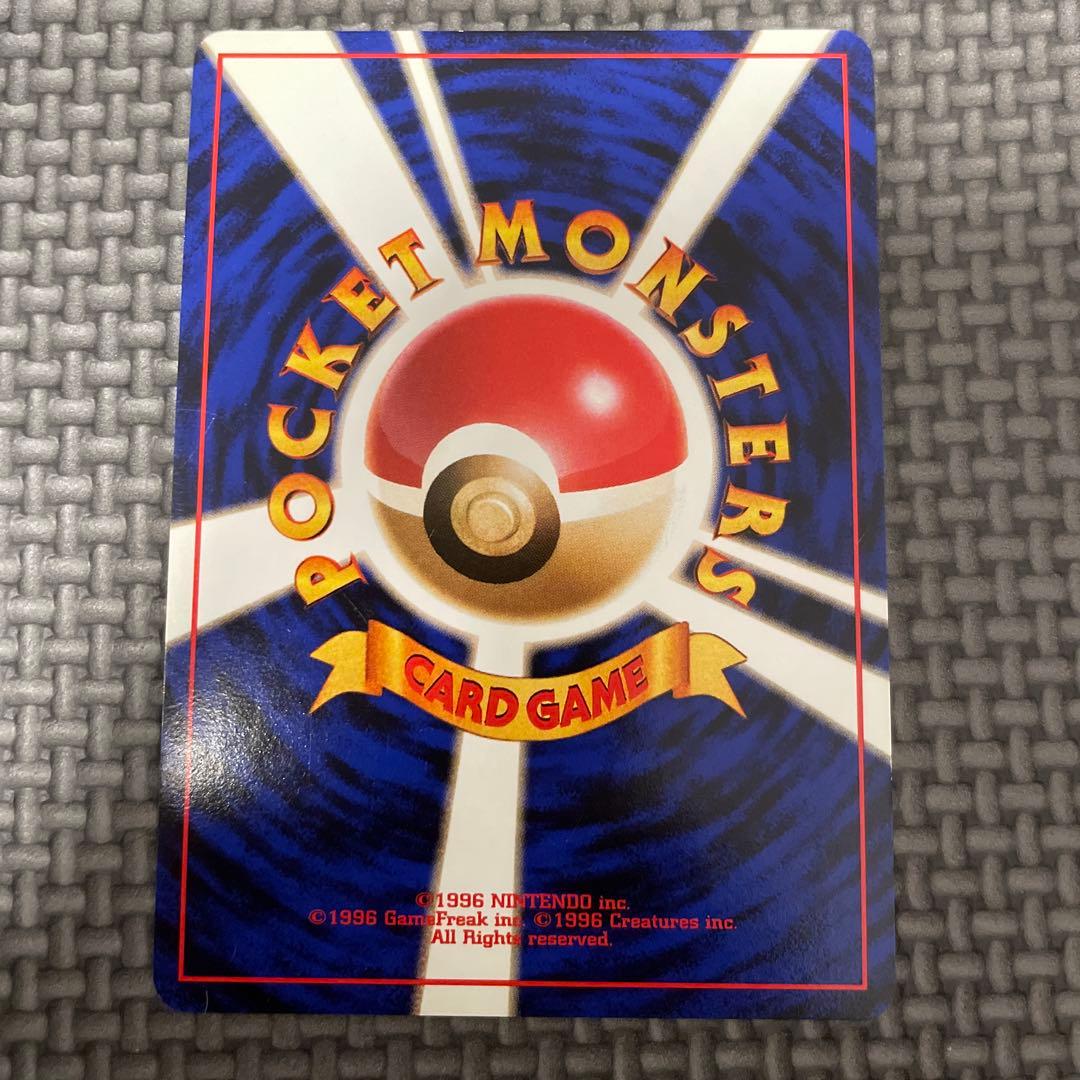 POCKET MONSTERS
CARD GAME
©1996 NINTENDO inc.
©1996 GameFreak inc. ©1996 Creatures inc.
All Rights reserved.